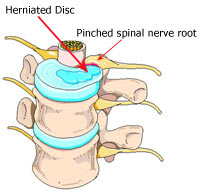 Herniated Disc
Pinched spinal nerve root